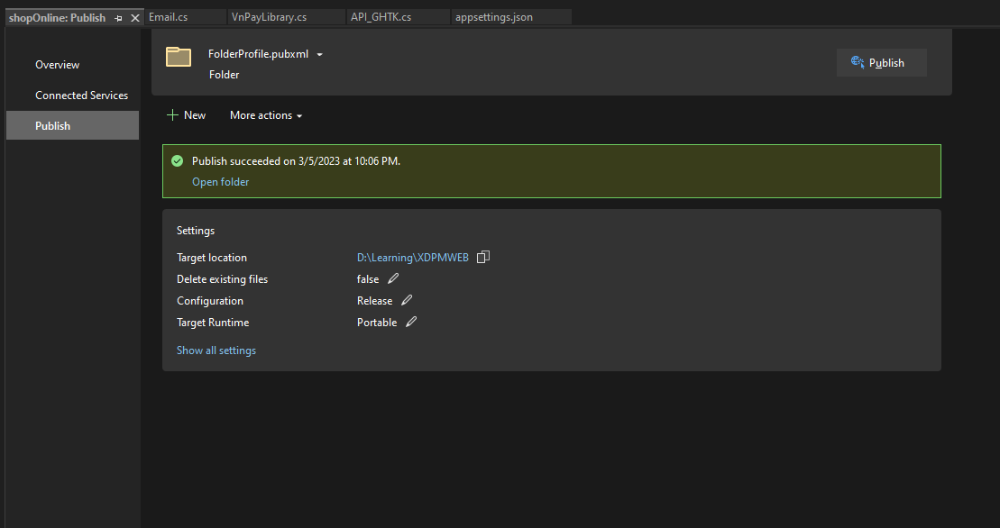 shopOnline: Publish Email.cs VnPayLibrary.cs API_GHTK.cs appsettings.json
Overview
Connected Services
Publish
FolderProfile.pubxml
Folder
Publish
New More actions
Publish succeeded on 3/5/2023 at 10:06 PM.
Open folder
Settings
Target location D:\Learning\XDPMWEB
Delete existing files false
Configuration Release
Target Runtime Portable
Show all settings